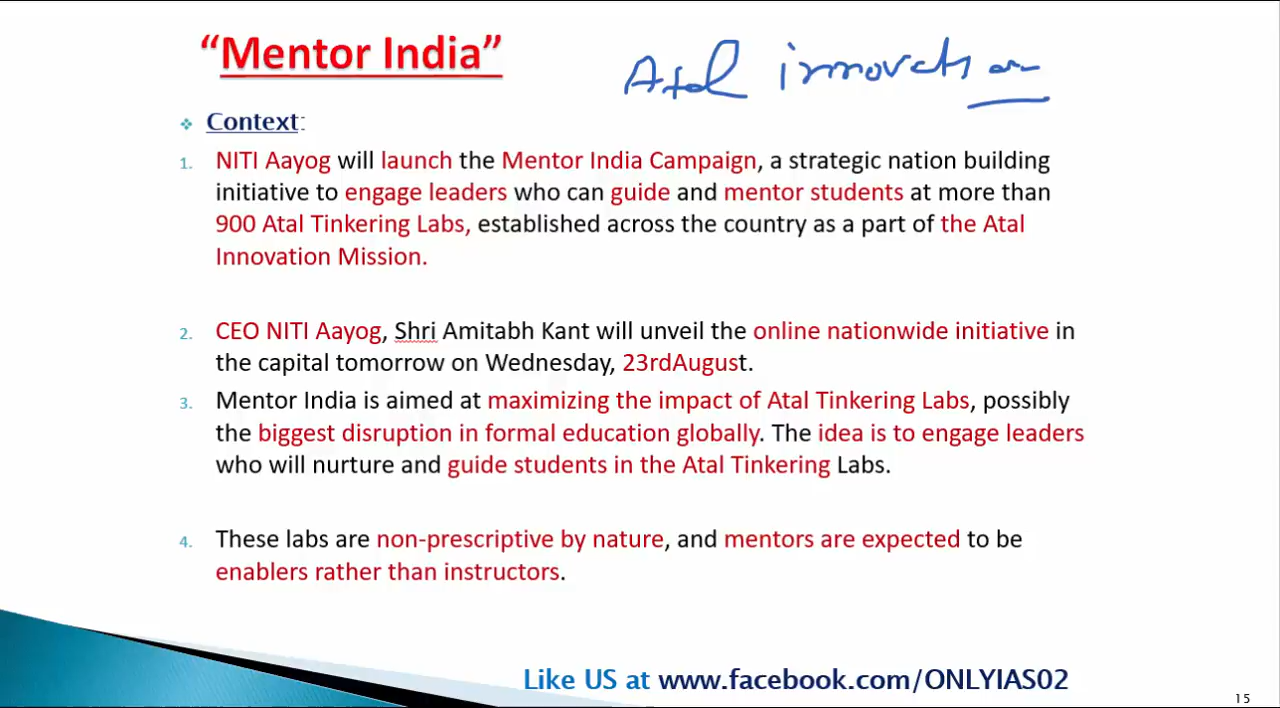 “Mentor India”
Atal innovation
❖ Context:
1. NITI Aayog will launch the Mentor India Campaign, a strategic nation building
initiative to engage leaders who can guide and mentor students at more than
900 Atal Tinkering Labs, established across the country as a part of the Atal
Innovation Mission.
2. CEO NITI Aayog, Shri Amitabh Kant will unveil the online nationwide initiative in
the capital tomorrow on Wednesday, 23rdAugust.
3. Mentor India is aimed at maximizing the impact of Atal Tinkering Labs, possibly
the biggest disruption in formal education globally. The idea is to engage leaders
who will nurture and guide students in the Atal Tinkering Labs.
4. These labs are non-prescriptive by nature, and mentors are expected to be
enablers rather than instructors.
Like US at www.facebook.com/ONLYIAS02
15